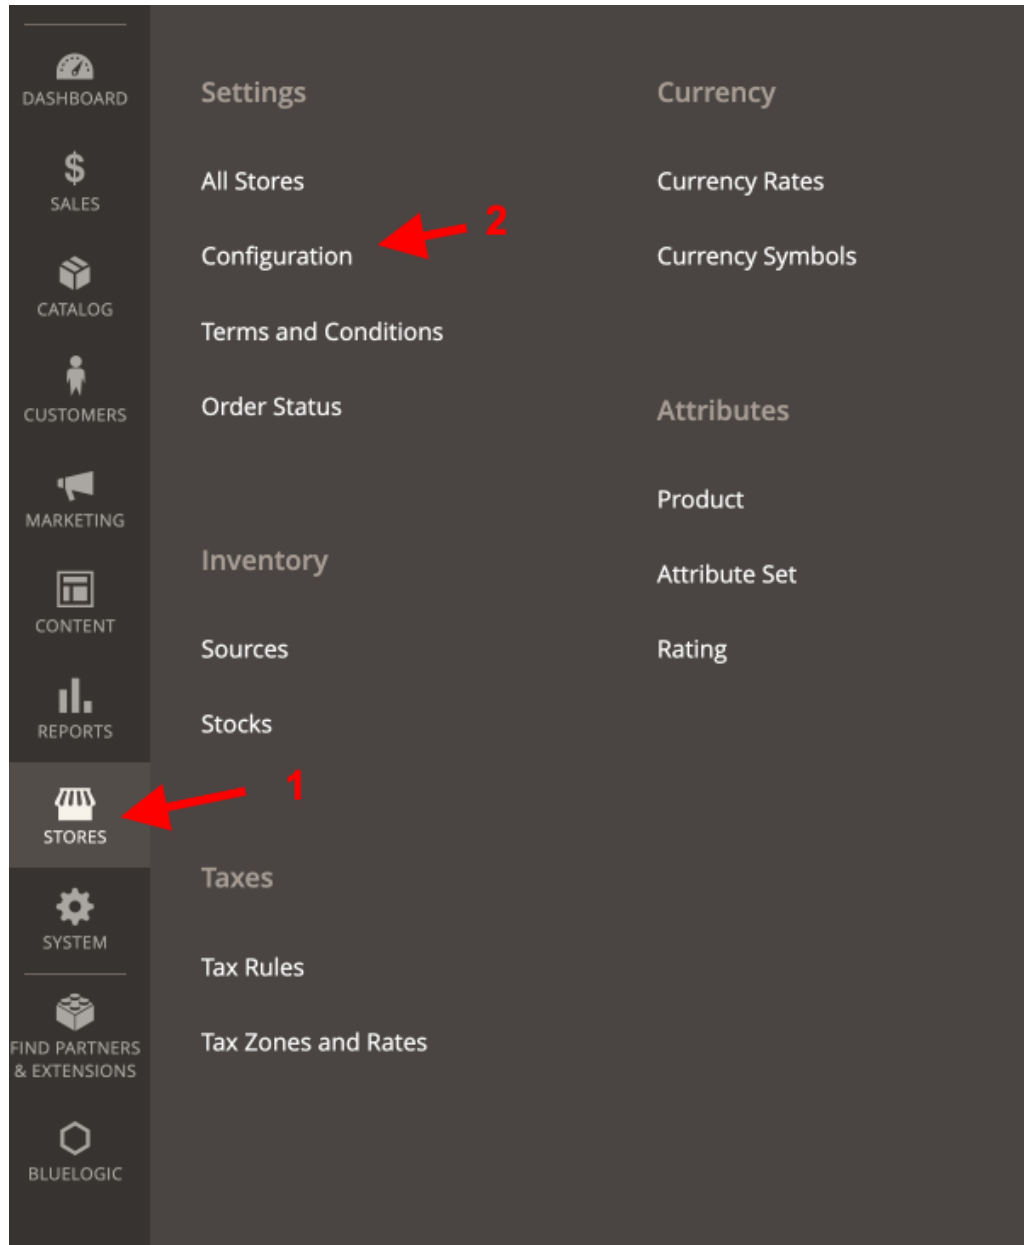 DASHBOARD
SALES
CATALOG
CUSTOMERS
MARKETING
CONTENT
REPORTS
STORES
SYSTEM
FIND PARTNERS
& EXTENSIONS
BLUELOGIC
Settings
All Stores
Configuration
2
Terms and Conditions
Order Status
Inventory
Sources
Stocks
1
Taxes
Tax Rules
Tax Zones and Rates
Currency
Currency Rates
Currency Symbols
Attributes
Product
Attribute Set
Rating